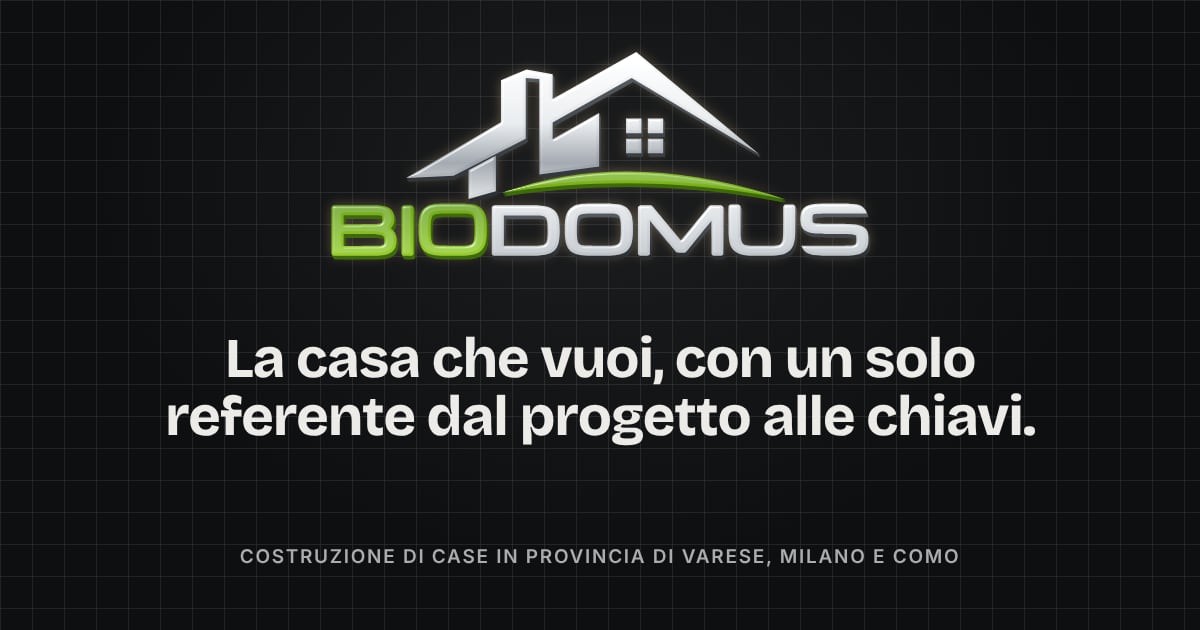 BIODOMUS
La casa che vuoi, con un solo
referente dal progetto alle chiavi.
COSTRUZIONE DI CASE IN PROVINCIA DI VARESE, MILANO E COMO